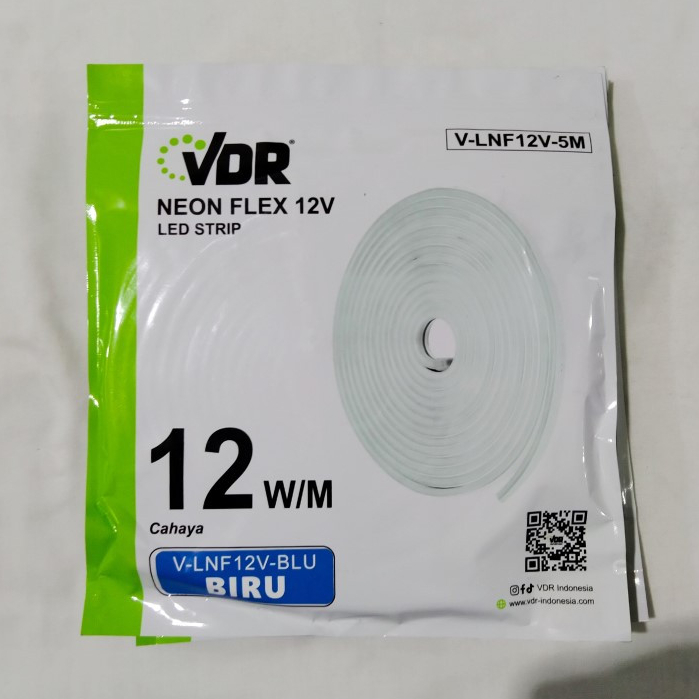 VDR®
V-LNF12V-5M
NEON FLEX 12V
LED STRIP
12 W/M
Cahaya
V-LNF12V-BLU
BIRU
VDR
VDR Indonesia
www.vdr-indonesia.com